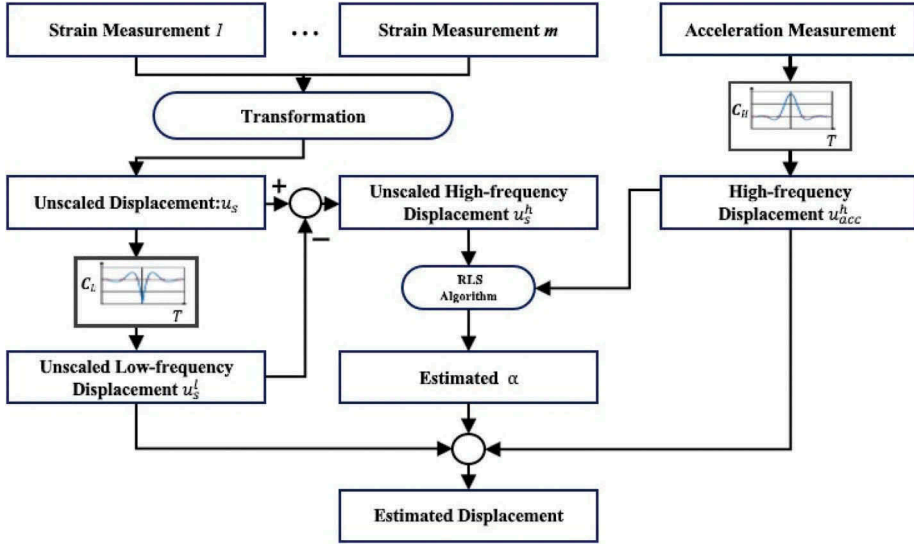 Strain Measurement 1
...
Strain Measurement m
Acceleration Measurement
Transformation
C_H
T
Unscaled Displacement:u_s
+
−
Unscaled High-frequency
Displacement u_s^h
High-frequency
Displacement u_acc^h
C_L
T
RLS
Algorithm
Unscaled Low-frequency
Displacement u_s^l
Estimated α
Estimated Displacement